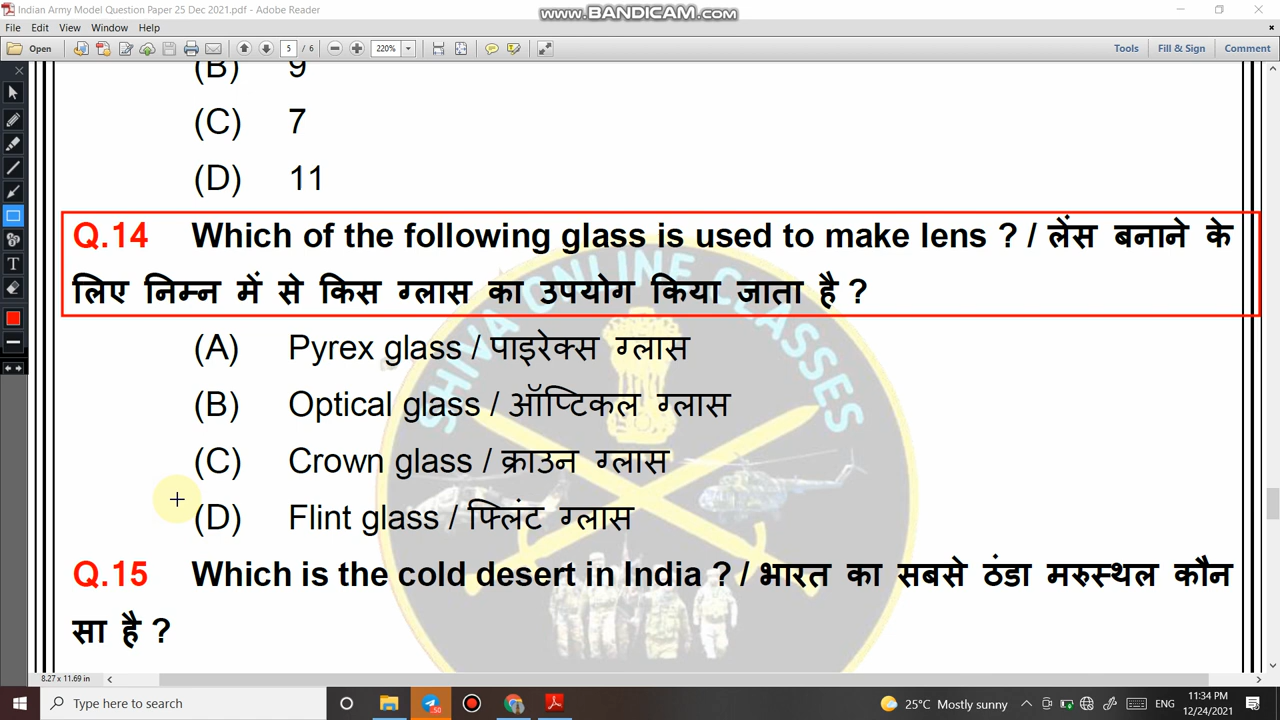 Indian Army Model Question Paper 25 Dec 2021.pdf - Adobe Reader
www.BANDICAM.com
File Edit View Window Help
Open 5 / 6 220% Tools Fill & Sign Comment
(B) 9
(C) 7
(D) 11
Q.14 Which of the following glass is used to make lens ? / लेंस बनाने के
लिए निम्न में से किस ग्लास का उपयोग किया जाता है ?
(A) Pyrex glass / पाइरेक्स ग्लास
(B) Optical glass / ऑप्टिकल ग्लास
(C) Crown glass / क्राउन ग्लास
(D) Flint glass / फ्लिंट ग्लास
Q.15 Which is the cold desert in India ? / भारत का सबसे ठंडा मरुस्थल कौन
सा है ?
SHIVA ONLINE CLASSES
8.27 x 11.69 in
Type here to search
25°C Mostly sunny ENG 11:34 PM
12/24/2021